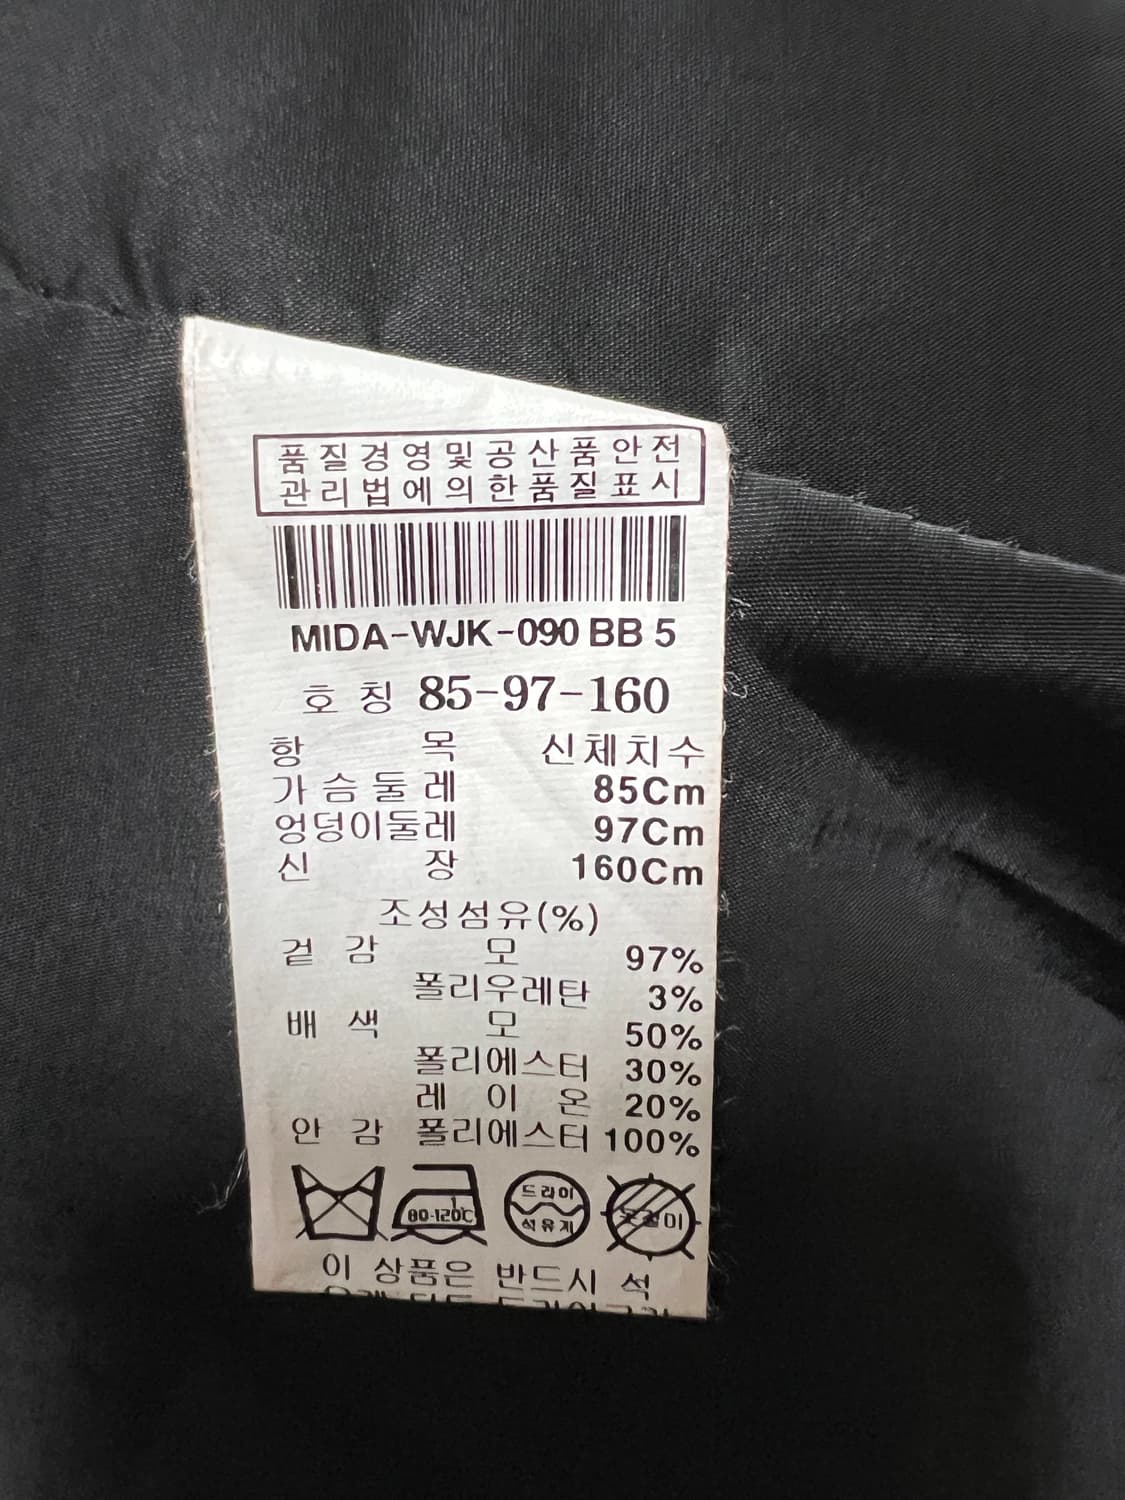 품질경영및공산품안전
관리법에의한품질표시
MIDA-WJK-090 BB 5
호 칭 85-97-160
항 목 신체치수
가슴둘레 85Cm
엉덩이둘레 97Cm
신 장 160Cm
조성섬유(%)
겉 감 모 97%
폴리우레탄 3%
배 색 모 50%
폴리에스터 30%
레 이 온 20%
안 감 폴리에스터 100%
80-120℃
드라이
석유계
옷걸이
이 상품은 반드시 석